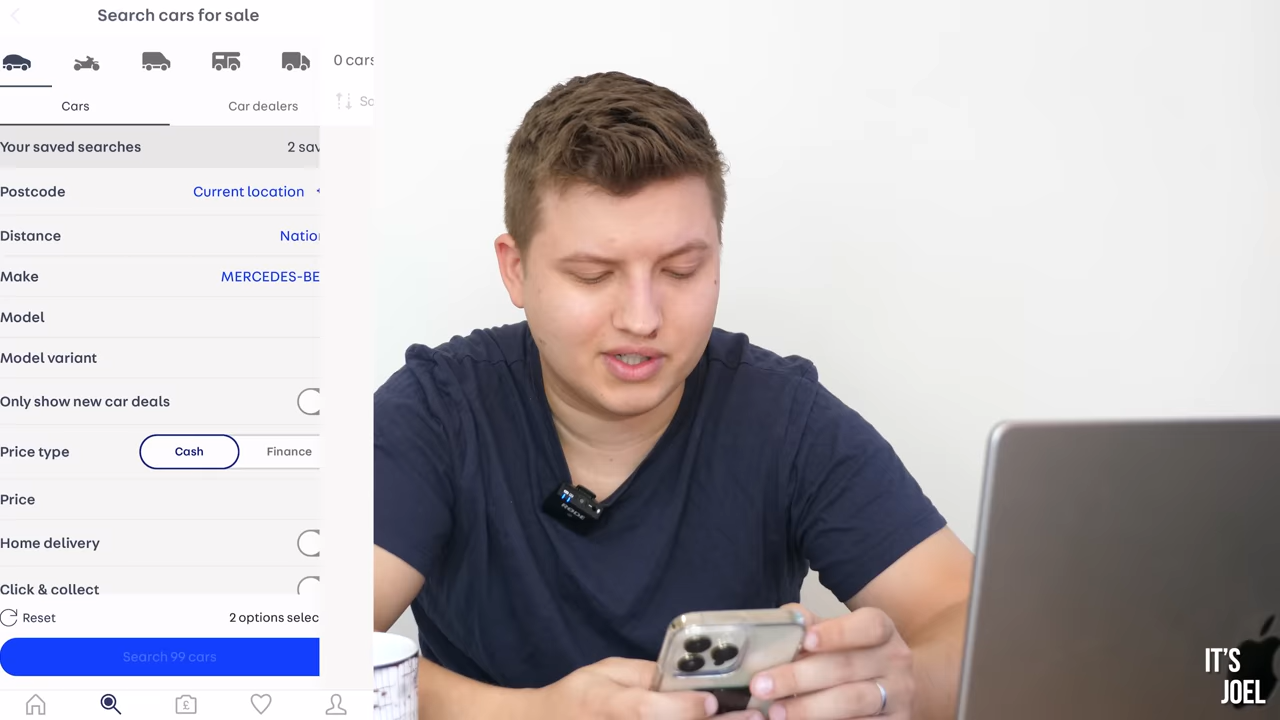 Search cars for sale
0 cars
Cars
Car dealers
Your saved searches
2 sav
Postcode
Current location
Distance
Natio
Make
MERCEDES-BE
Model
Model variant
Only show new car deals
Price type
Cash
Finance
Price
Home delivery
Click & collect
Reset
2 options selec
Search 99 cars
RODE
IT'S
JOEL